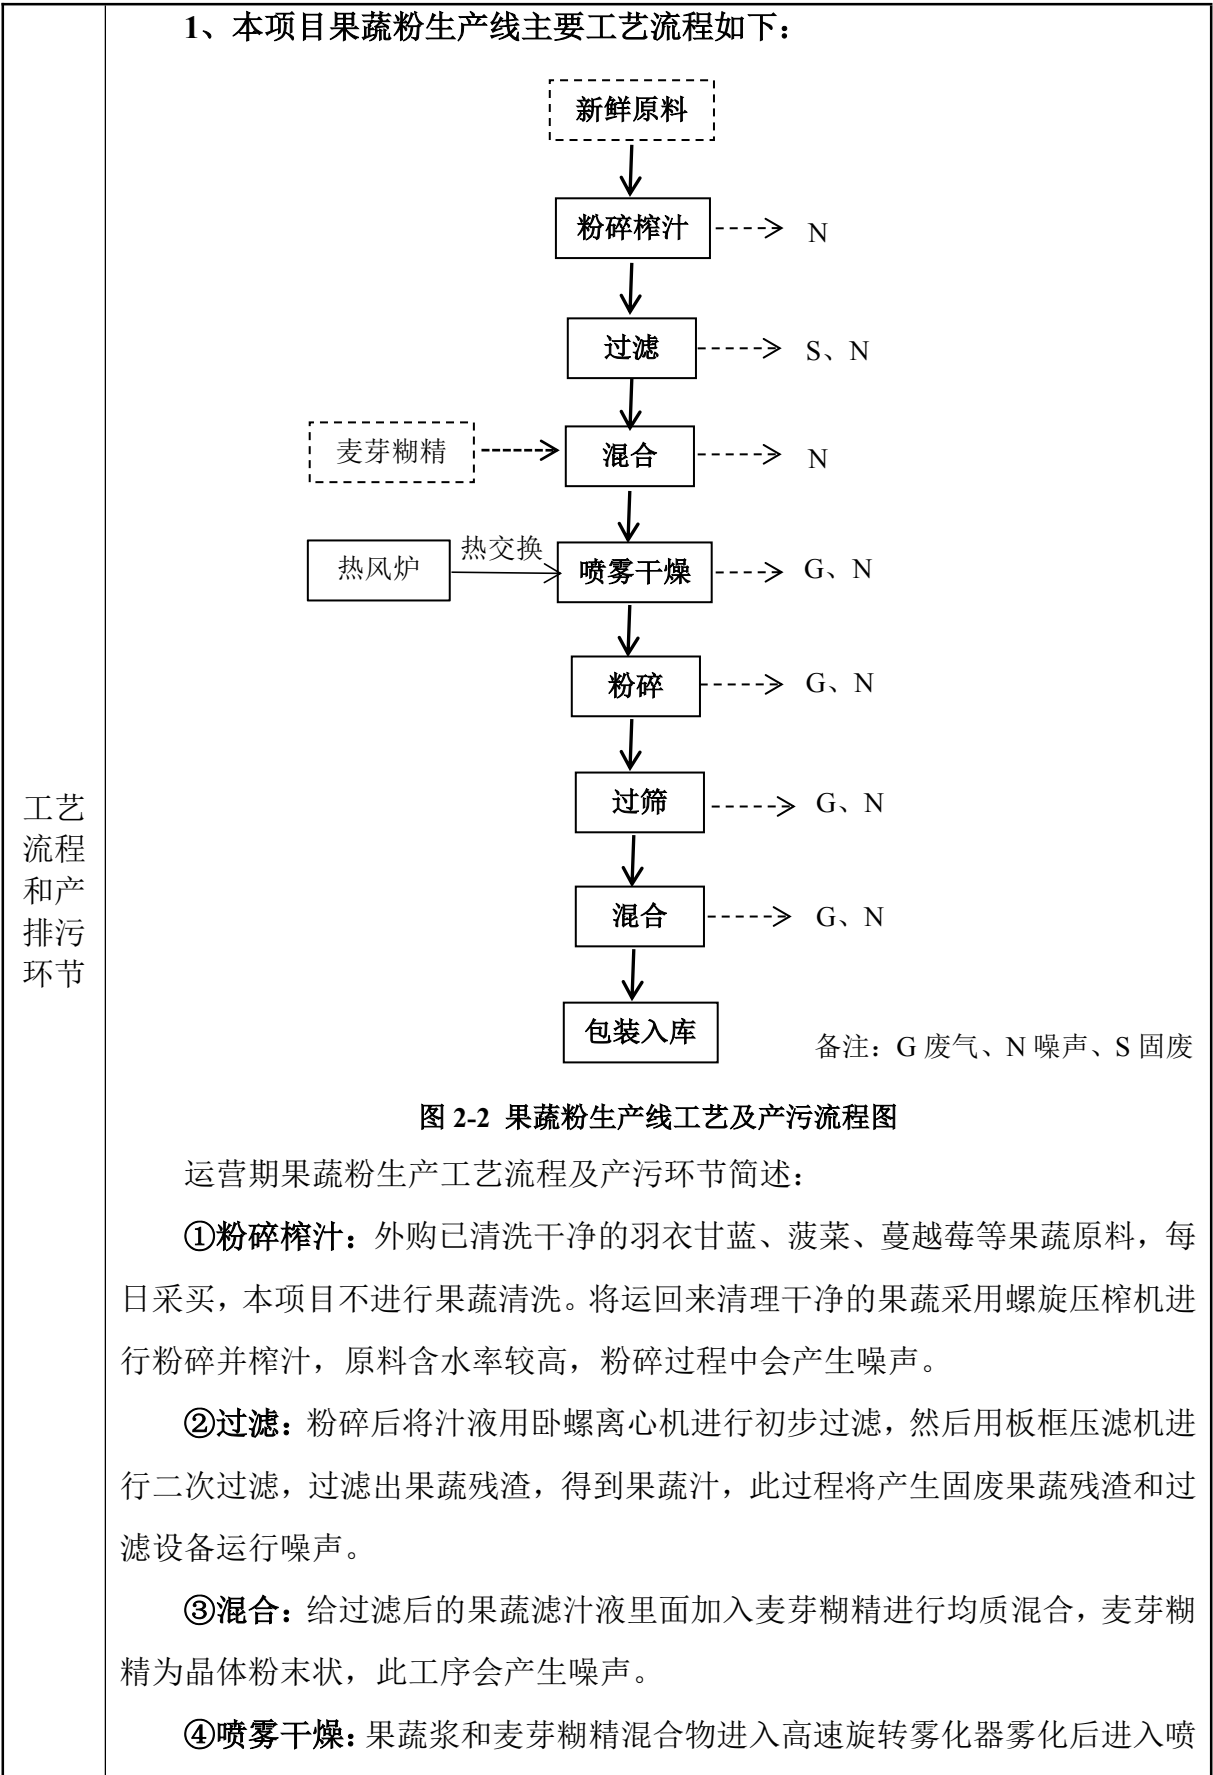 1、本项目果蔬粉生产线主要工艺流程如下：
新鲜原料
粉碎榨汁
N
过滤
S、N
麦芽糊精
混合
N
热风炉
热交换
喷雾干燥
G、N
粉碎
G、N
过筛
G、N
混合
G、N
包装入库
备注：G 废气、N 噪声、S 固废
工艺
流程
和产
排污
环节
图 2-2 果蔬粉生产线工艺及产污流程图
运营期果蔬粉生产工艺流程及产污环节简述：
①粉碎榨汁：外购已清洗干净的羽衣甘蓝、菠菜、蔓越莓等果蔬原料，每
日采买，本项目不进行果蔬清洗。将运回来清理干净的果蔬采用螺旋压榨机进
行粉碎并榨汁，原料含水率较高，粉碎过程中会产生噪声。
②过滤：粉碎后将汁液用卧螺离心机进行初步过滤，然后用板框压滤机进
行二次过滤，过滤出果蔬残渣，得到果蔬汁，此过程将产生固废果蔬残渣和过
滤设备运行噪声。
③混合：给过滤后的果蔬滤汁液里面加入麦芽糊精进行均质混合，麦芽糊
精为晶体粉末状，此工序会产生噪声。
④喷雾干燥：果蔬浆和麦芽糊精混合物进入高速旋转雾化器雾化后进入喷